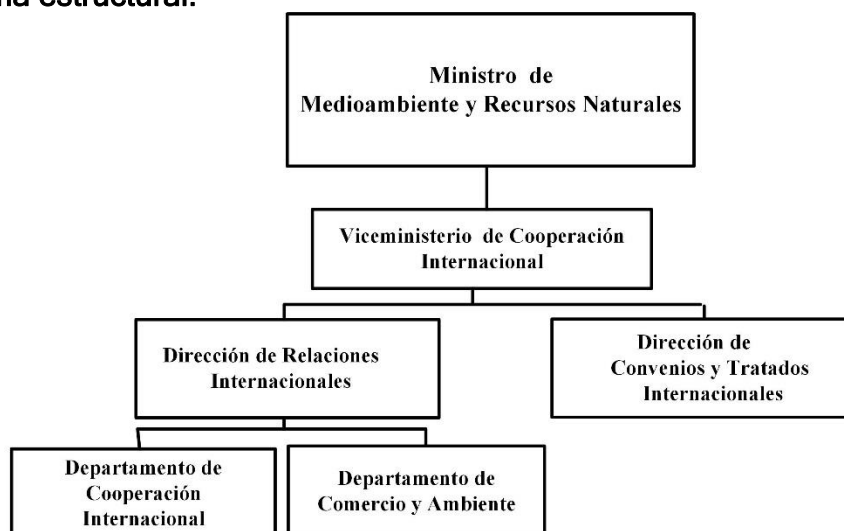 estructural.
Ministro de
Medioambiente y Recursos Naturales
Viceministerio de Cooperación
Internacional
Dirección de Relaciones
Internacionales
Dirección de
Convenios y Tratados
Internacionales
Departamento de
Cooperación
Internacional
Departamento de
Comercio y Ambiente